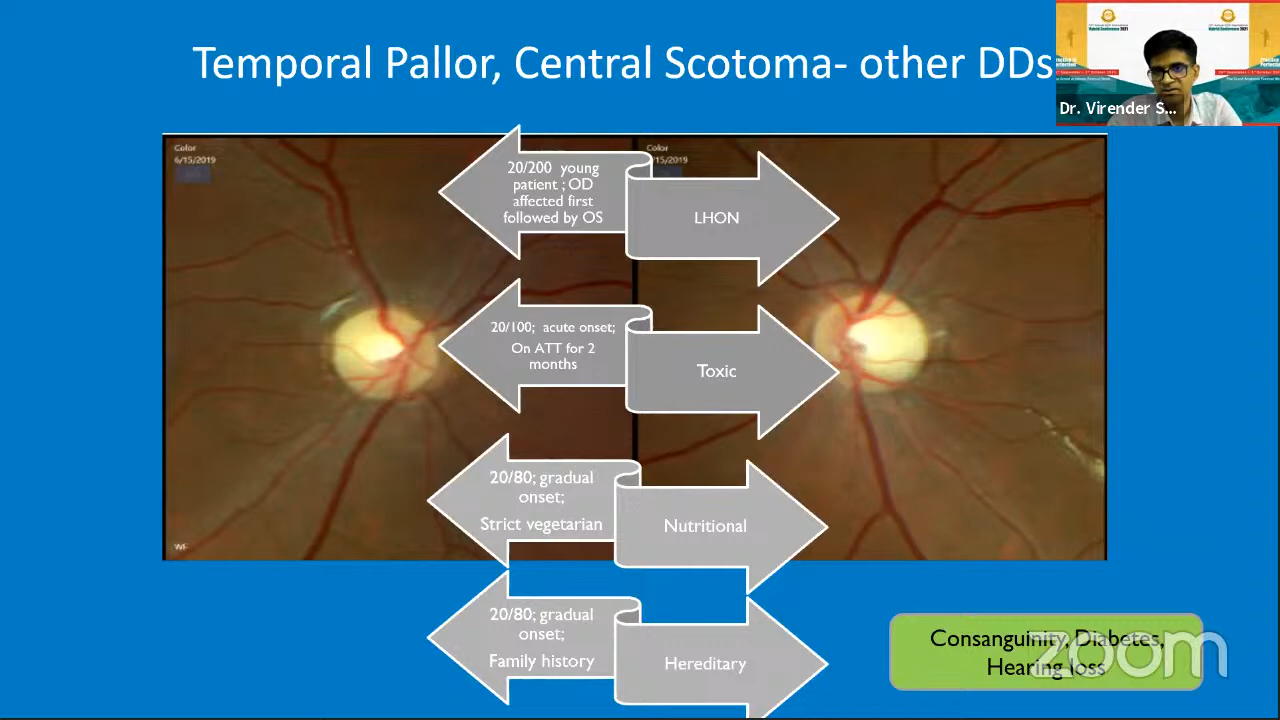 Temporal Pallor, Central Scotoma- other DDs
Dr. Virender S...
Color
6/15/2019
Color
/15/2019
20/200 young
patient ; OD
affected first
followed by OS
LHON
20/100; acute onset;
On ATT for 2
months
Toxic
20/80; gradual
onset;
Strict vegetarian
Nutritional
WF
20/80; gradual
onset;
Family history
Hereditary
Consanguinity, Diabetes,
Hearing loss
zoom